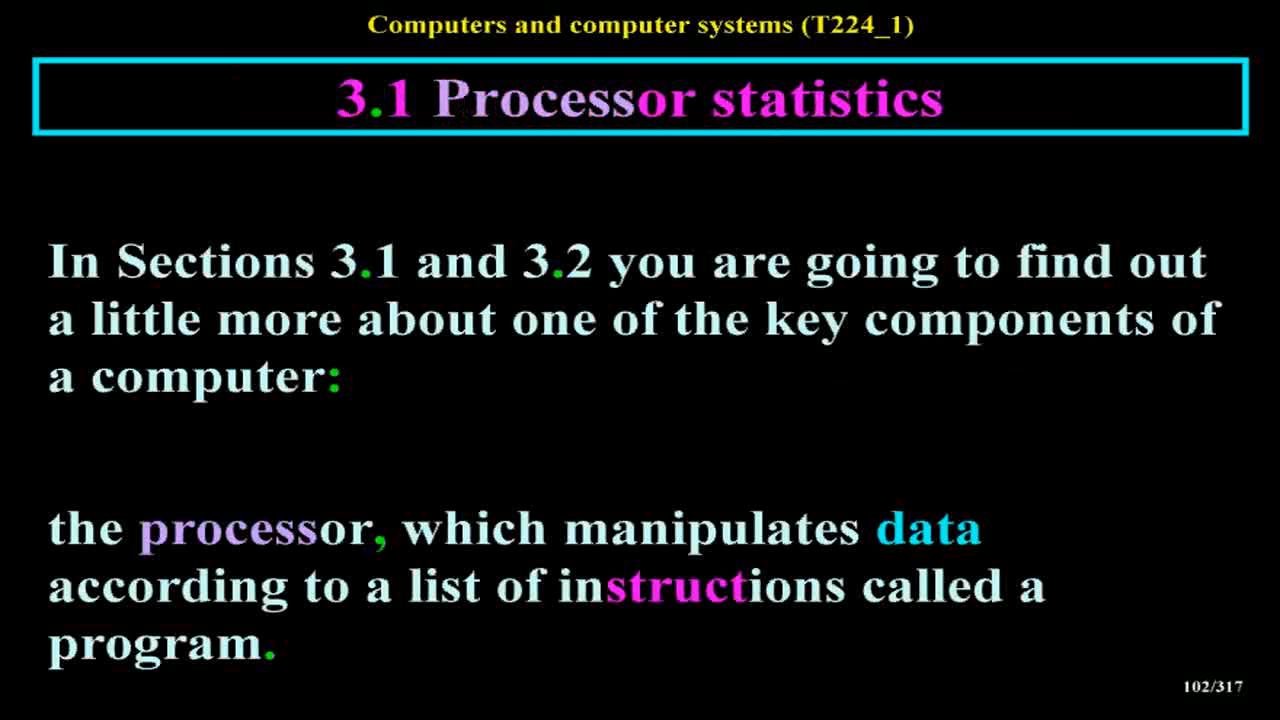 Computers and computer systems (T224_1)
3.1 Processor statistics
In Sections 3.1 and 3.2 you are going to find out
a little more about one of the key components of
a computer:
the processor, which manipulates data
according to a list of instructions called a
program.
102/317